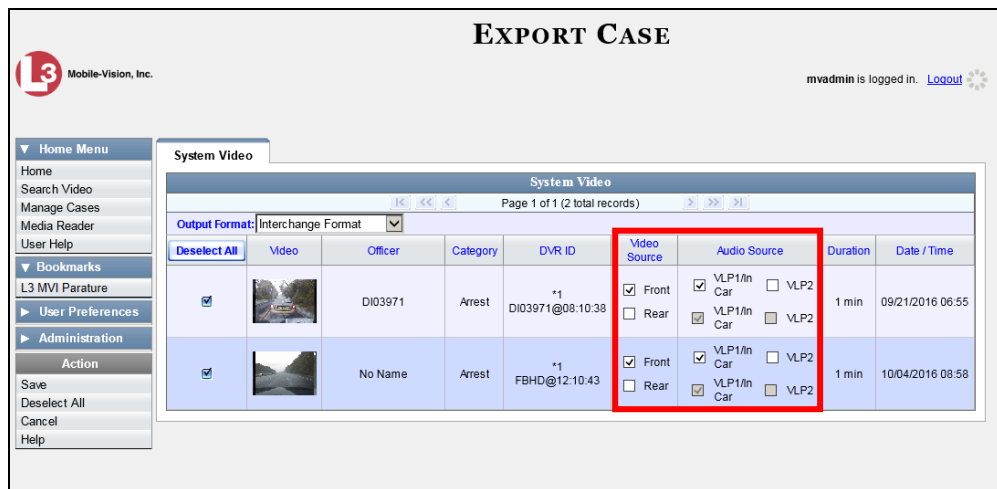 EXPORT CASE
L3 Mobile-Vision, Inc.
mvadmin is logged in. Logout
Home Menu
Home
Search Video
Manage Cases
Media Reader
User Help
Bookmarks
L3 MVI Parature
User Preferences
Administration
Action
Save
Deselect All
Cancel
Help
System Video
System Video
Page 1 of 1 (2 total records)
Output Format: Interchange Format
Deselect All Video Officer Category DVR ID Video Source Audio Source Duration Date / Time
DI03971 Arrest *1 DI03971@08:10:38 Front Rear VLP1/In Car VLP2 VLP1/In Car VLP2 1 min 09/21/2016 06:55
No Name Arrest *1 FBHD@12:10:43 Front Rear VLP1/In Car VLP2 VLP1/In Car VLP2 1 min 10/04/2016 08:58